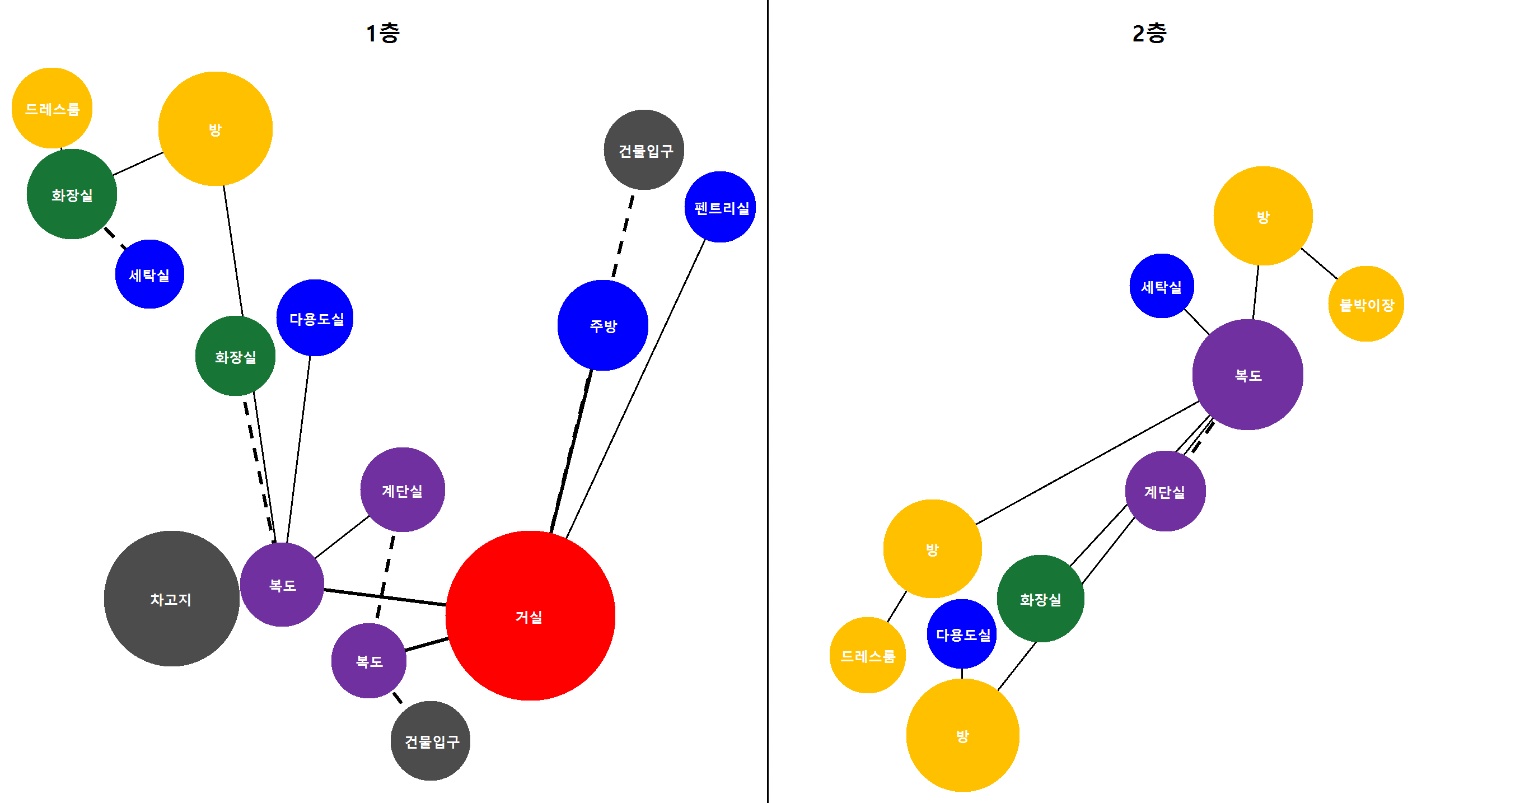 1층
드레스룸
방
화장실
세탁실
화장실
다용도실
건물입구
펜트리실
주방
계단실
차고지
복도
거실
복도
건물입구
2층
방
세탁실
붙박이장
복도
계단실
방
화장실
다용도실
드레스룸
방